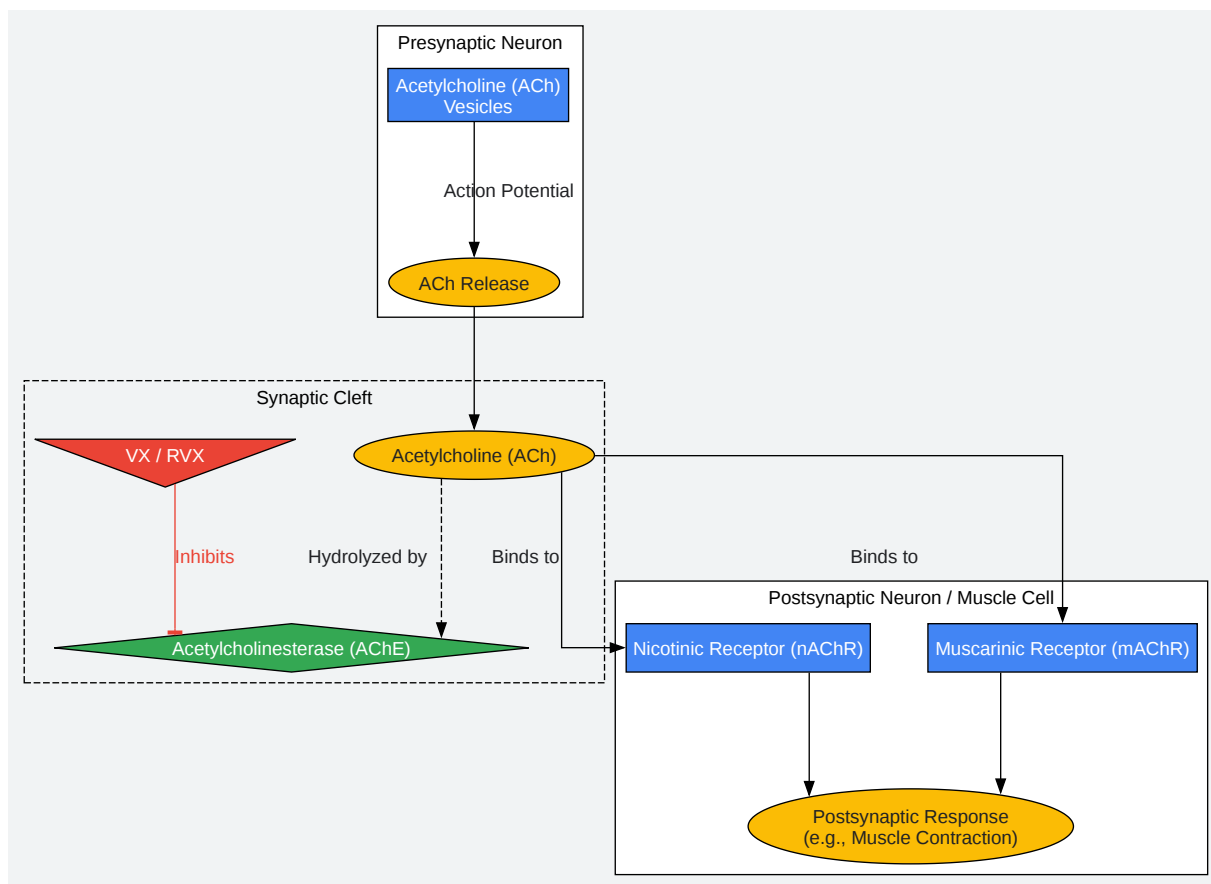 Presynaptic Neuron
Acetylcholine (ACh)
Vesicles
Action Potential
ACh Release
Synaptic Cleft
VX / RVX
Acetylcholine (ACh)
Inhibits
Hydrolyzed by
Binds to
Binds to
Postsynaptic Neuron / Muscle Cell
Acetylcholinesterase (AChE)
Nicotinic Receptor (nAChR)
Muscarinic Receptor (mAChR)
Postsynaptic Response
(e.g., Muscle Contraction)